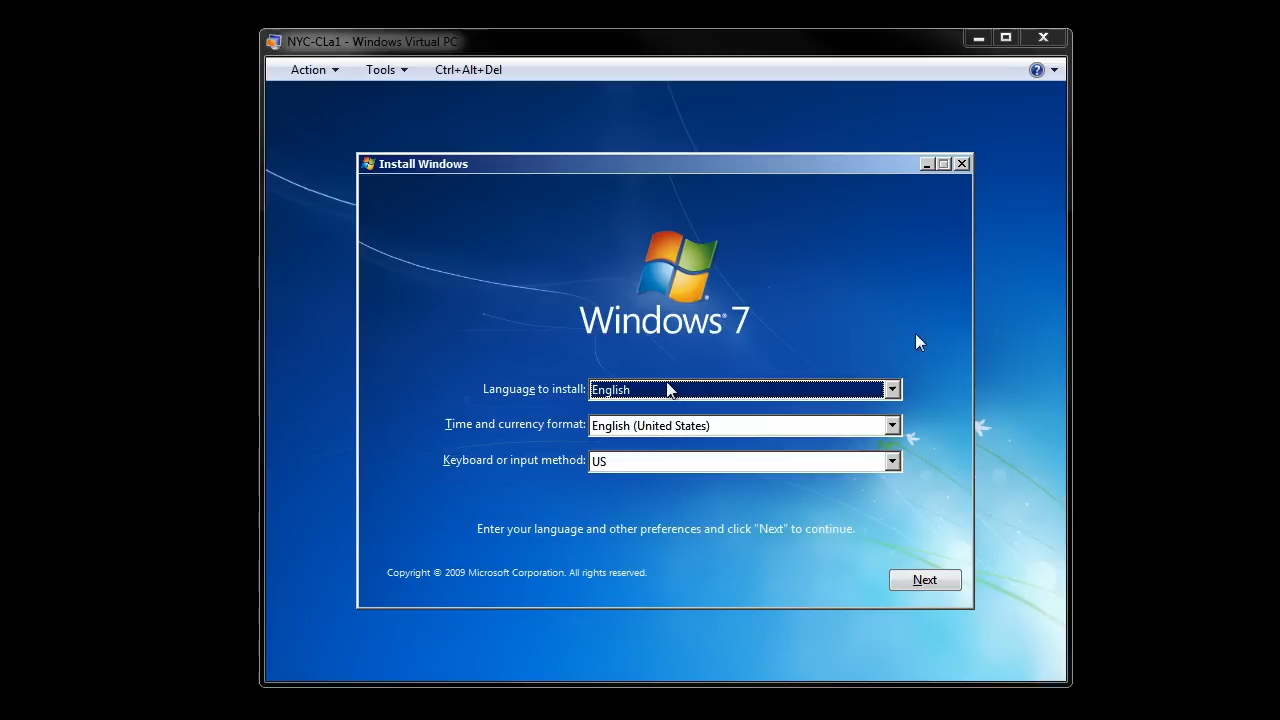 NYC-CLa1 - Windows Virtual PC
Action Tools Ctrl+Alt+Del
Install Windows
Windows® 7
Language to install: English
Time and currency format: English (United States)
Keyboard or input method: US
Enter your language and other preferences and click "Next" to continue.
Copyright © 2009 Microsoft Corporation. All rights reserved.
Next